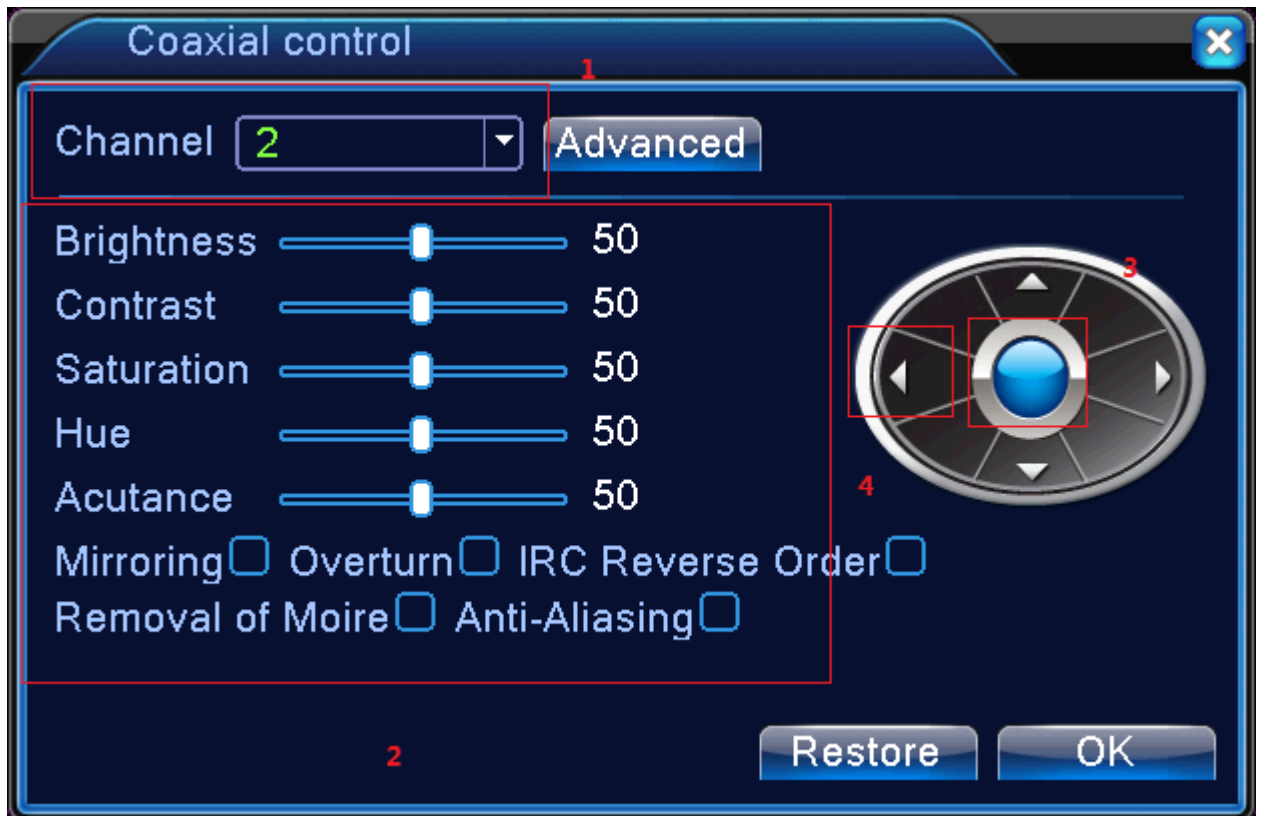 Coaxial control
1
Channel 2 Advanced
Brightness 50
3
Contrast 50
Saturation 50
Hue 50
Acutance 50
4
Mirroring Overturn IRC Reverse Order
Removal of Moire Anti-Aliasing
2
Restore OK